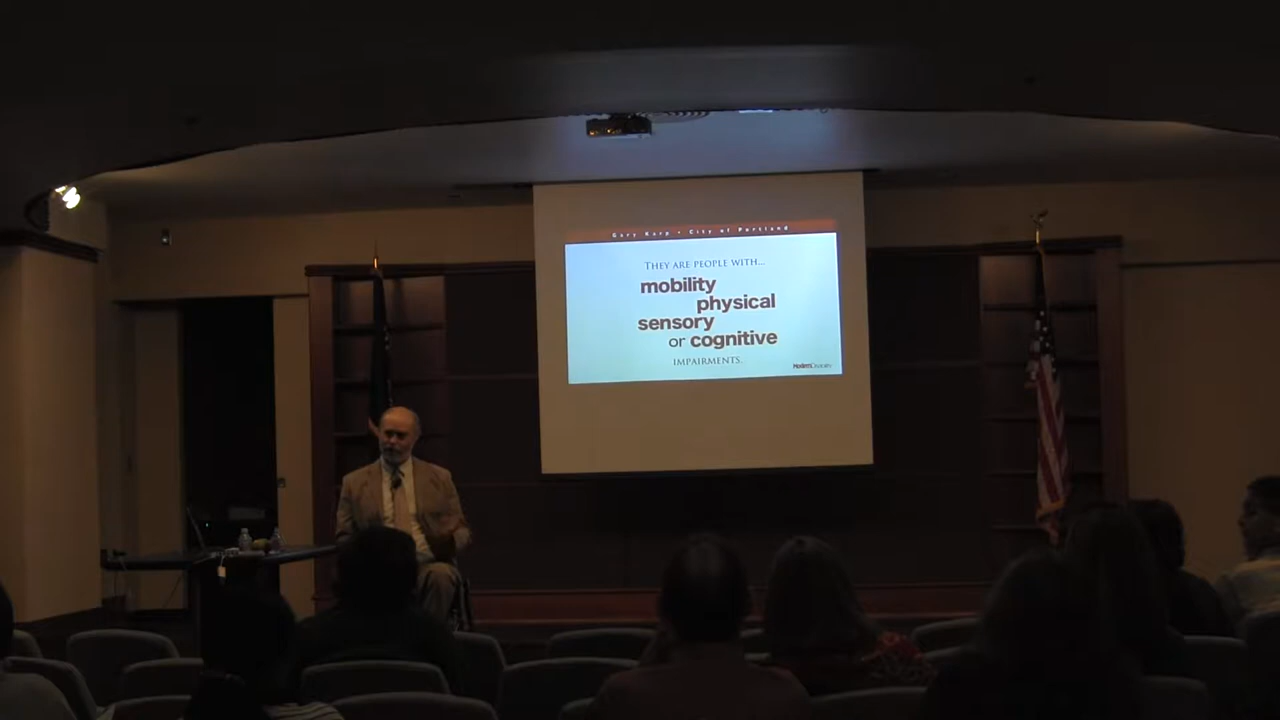 Gary Karp • City of Portland
THEY ARE PEOPLE WITH...
mobility
physical
sensory
or cognitive
IMPAIRMENTS.